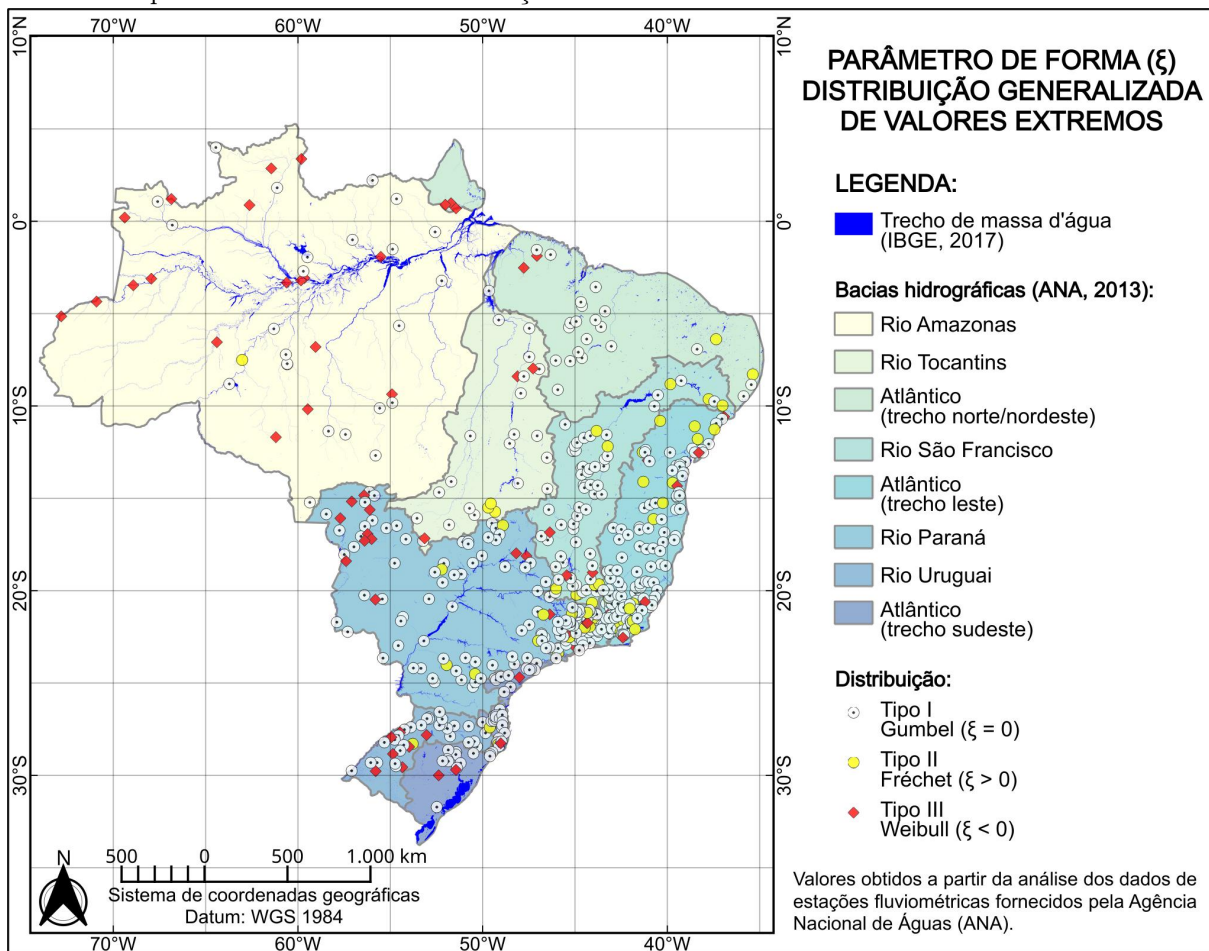 70°W 60°W 50°W 40°W
10°N 10°N
0° 0°
10°S 10°S
20°S 20°S
30°S 30°S
N
500 0 500 1.000 km
Sistema de coordenadas geográficas
Datum: WGS 1984
70°W 60°W 50°W 40°W
PARÂMETRO DE FORMA (ξ)
DISTRIBUIÇÃO GENERALIZADA
DE VALORES EXTREMOS
LEGENDA:
Trecho de massa d'água
(IBGE, 2017)
Bacias hidrográficas (ANA, 2013):
Rio Amazonas
Rio Tocantins
Atlântico
(trecho norte/nordeste)
Rio São Francisco
Atlântico
(trecho leste)
Rio Paraná
Rio Uruguai
Atlântico
(trecho sudeste)
Distribuição:
Tipo I
Gumbel (ξ = 0)
Tipo II
Fréchet (ξ > 0)
Tipo III
Weibull (ξ < 0)
Valores obtidos a partir da análise dos dados de
estações fluviométricas fornecidos pela Agência
Nacional de Águas (ANA).